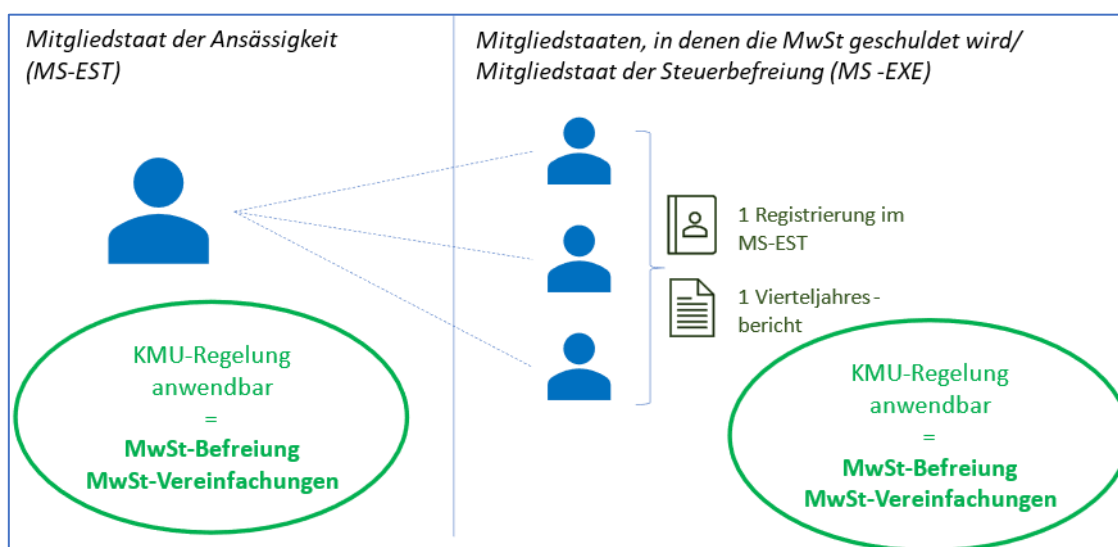 Mitgliedstaat der Ansässigkeit
(MS-EST)
Mitgliedstaaten, in denen die MwSt geschuldet wird/
Mitgliedstaat der Steuerbefreiung (MS -EXE)
1 Registrierung im
MS-EST
1 Vierteljahres-
bericht
KMU-Regelung
anwendbar
=
MwSt-Befreiung
MwSt-Vereinfachungen
KMU-Regelung
anwendbar
=
MwSt-Befreiung
MwSt-Vereinfachungen